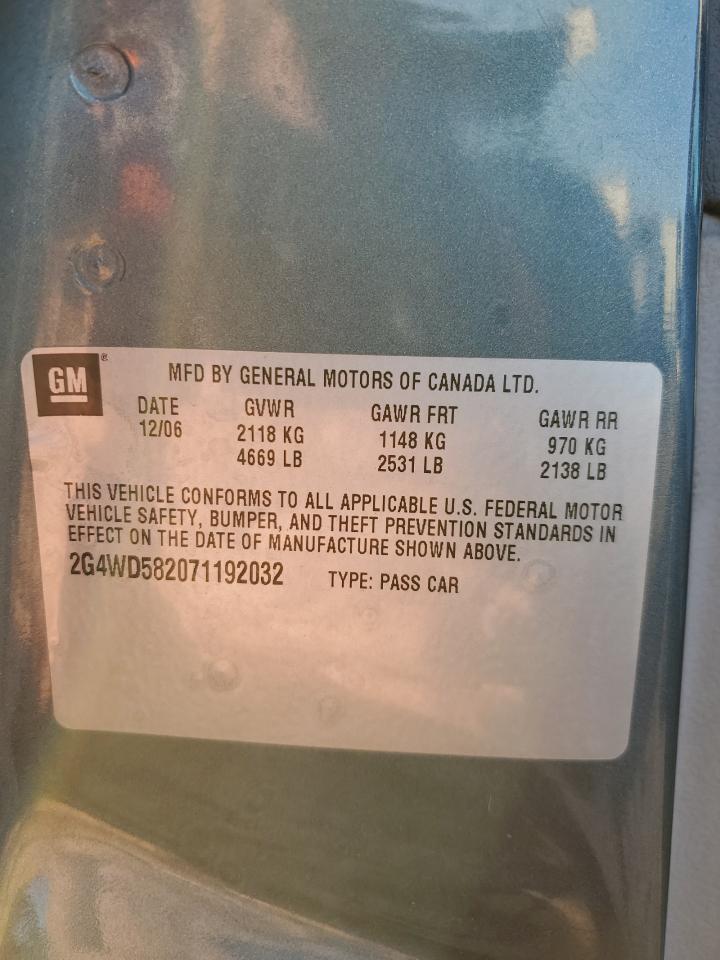 GM®
MFD BY GENERAL MOTORS OF CANADA LTD.
DATE GVWR GAWR FRT GAWR RR
12/06 2118 KG 1148 KG 970 KG
4669 LB 2531 LB 2138 LB
THIS VEHICLE CONFORMS TO ALL APPLICABLE U.S. FEDERAL MOTOR
VEHICLE SAFETY, BUMPER, AND THEFT PREVENTION STANDARDS IN
EFFECT ON THE DATE OF MANUFACTURE SHOWN ABOVE.
2G4WD582071192032 TYPE: PASS CAR